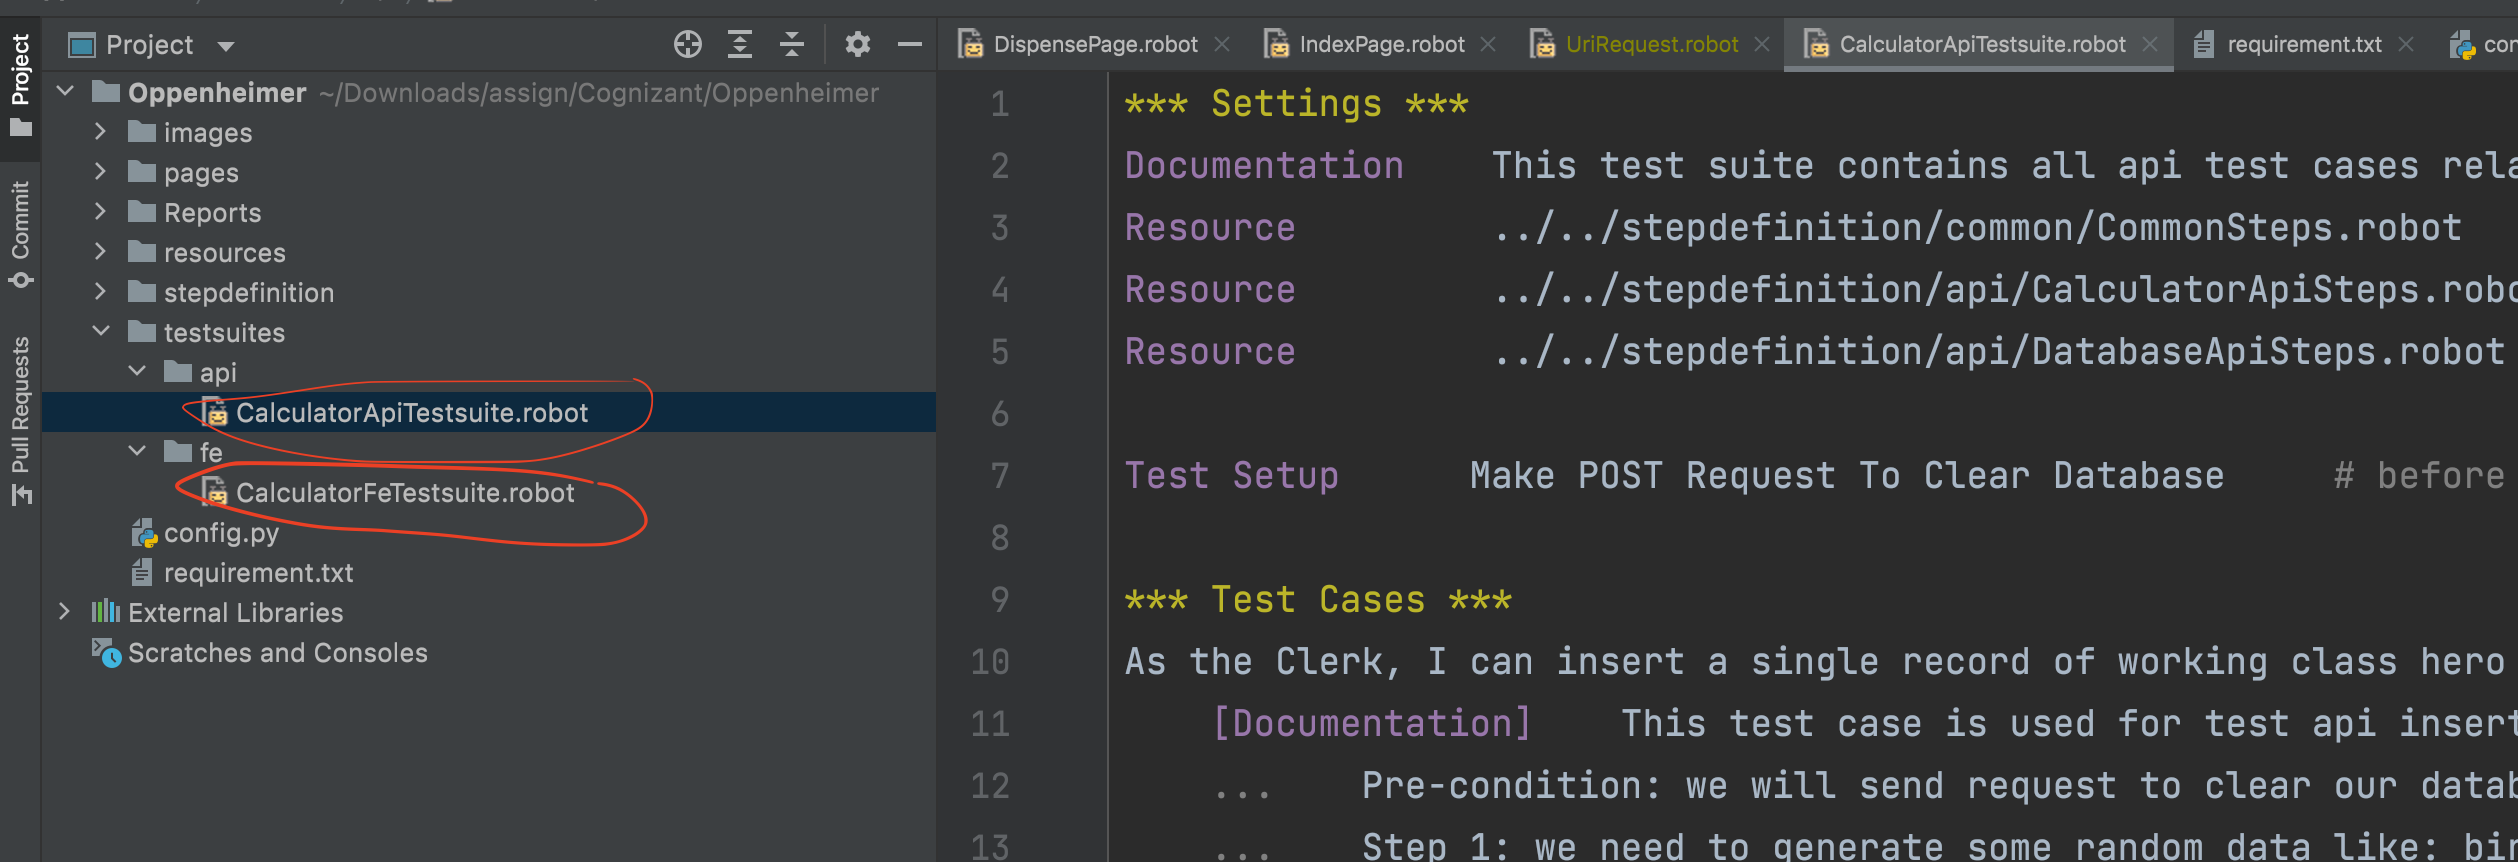 Project
Commit
Pull Requests
Project
Oppenheimer ~/Downloads/assign/Cognizant/Oppenheimer
images
pages
Reports
resources
stepdefinition
testsuites
api
CalculatorApiTestsuite.robot
fe
CalculatorFeTestsuite.robot
config.py
requirement.txt
External Libraries
Scratches and Consoles
DispensePage.robot IndexPage.robot UriRequest.robot CalculatorApiTestsuite.robot requirement.txt con
1 *** Settings ***
2 Documentation This test suite contains all api test cases rela
3 Resource ../../stepdefinition/common/CommonSteps.robot
4 Resource ../../stepdefinition/api/CalculatorApiSteps.robo
5 Resource ../../stepdefinition/api/DatabaseApiSteps.robot
6
7 Test Setup Make POST Request To Clear Database # before
8
9 *** Test Cases ***
10 As the Clerk, I can insert a single record of working class hero
11 [Documentation] This test case is used for test api insert
12 ... Pre-condition: we will send request to clear our datab
13 ... Step 1: we need to generate some random data like: bi